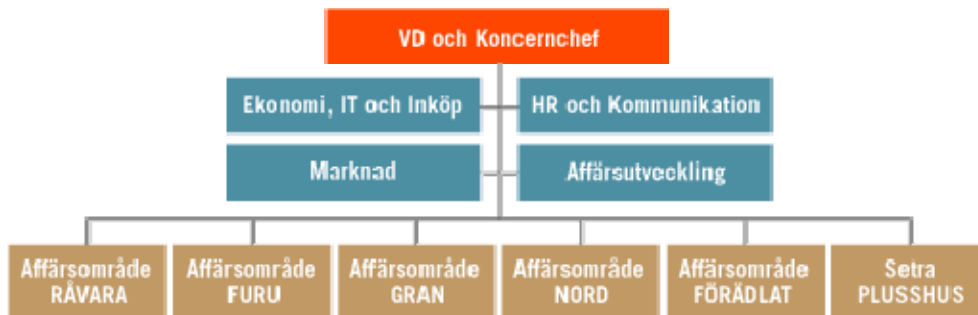 VD och Koncernchef
Ekonomi, IT och Inköp
HR och Kommunikation
Marknad
Affärsutveckling
Affärsområde
RÅVARA
Affärsområde
FURU
Affärsområde
GRAN
Affärsområde
NORD
Affärsområde
FÖRÄDLAT
Setra
PLUSSHUS